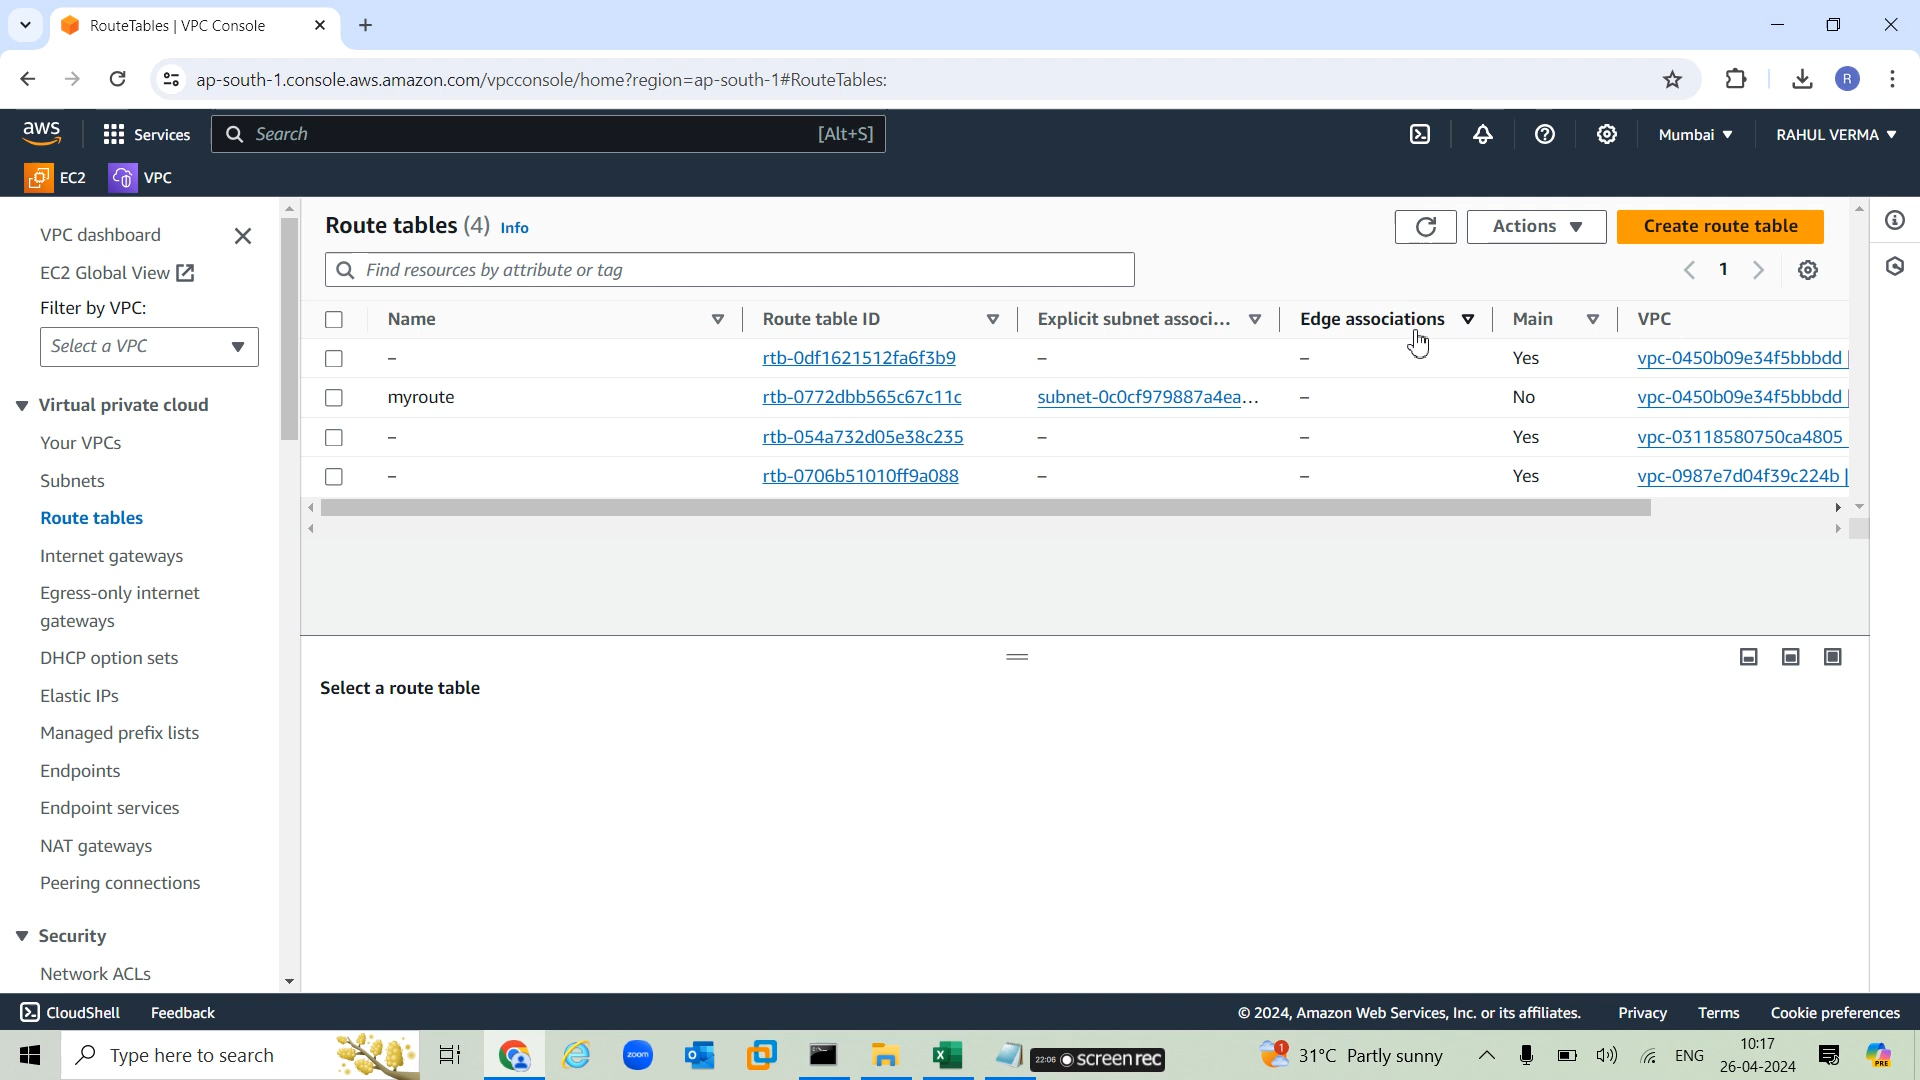 RouteTables | VPC Console
ap-south-1.console.aws.amazon.com/vpcconsole/home?region=ap-south-1#RouteTables:
R
aws
Services
Search
[Alt+S]
Mumbai
RAHUL VERMA
EC2
VPC
VPC dashboard
EC2 Global View
Filter by VPC:
Select a VPC
Virtual private cloud
Your VPCs
Subnets
Route tables
Internet gateways
Egress-only internet
gateways
DHCP option sets
Elastic IPs
Managed prefix lists
Endpoints
Endpoint services
NAT gateways
Peering connections
Security
Network ACLs
Route tables (4) Info
Actions
Create route table
Find resources by attribute or tag
1
Name Route table ID Explicit subnet associ... Edge associations Main VPC
– rtb-0df1621512fa6f3b9 – – Yes vpc-0450b09e34f5bbbdd |
myroute rtb-0772dbb565c67c11c subnet-0c0cf979887a4ea... – No vpc-0450b09e34f5bbbdd |
– rtb-054a732d05e38c235 – – Yes vpc-03118580750ca4805
– rtb-0706b51010ff9a088 – – Yes vpc-0987e7d04f39c224b |
Select a route table
CloudShell
Feedback
© 2024, Amazon Web Services, Inc. or its affiliates.
Privacy
Terms
Cookie preferences
Type here to search
zoom
22:06 screenrec
1
31°C Partly sunny
ENG
10:17
26-04-2024
PRE